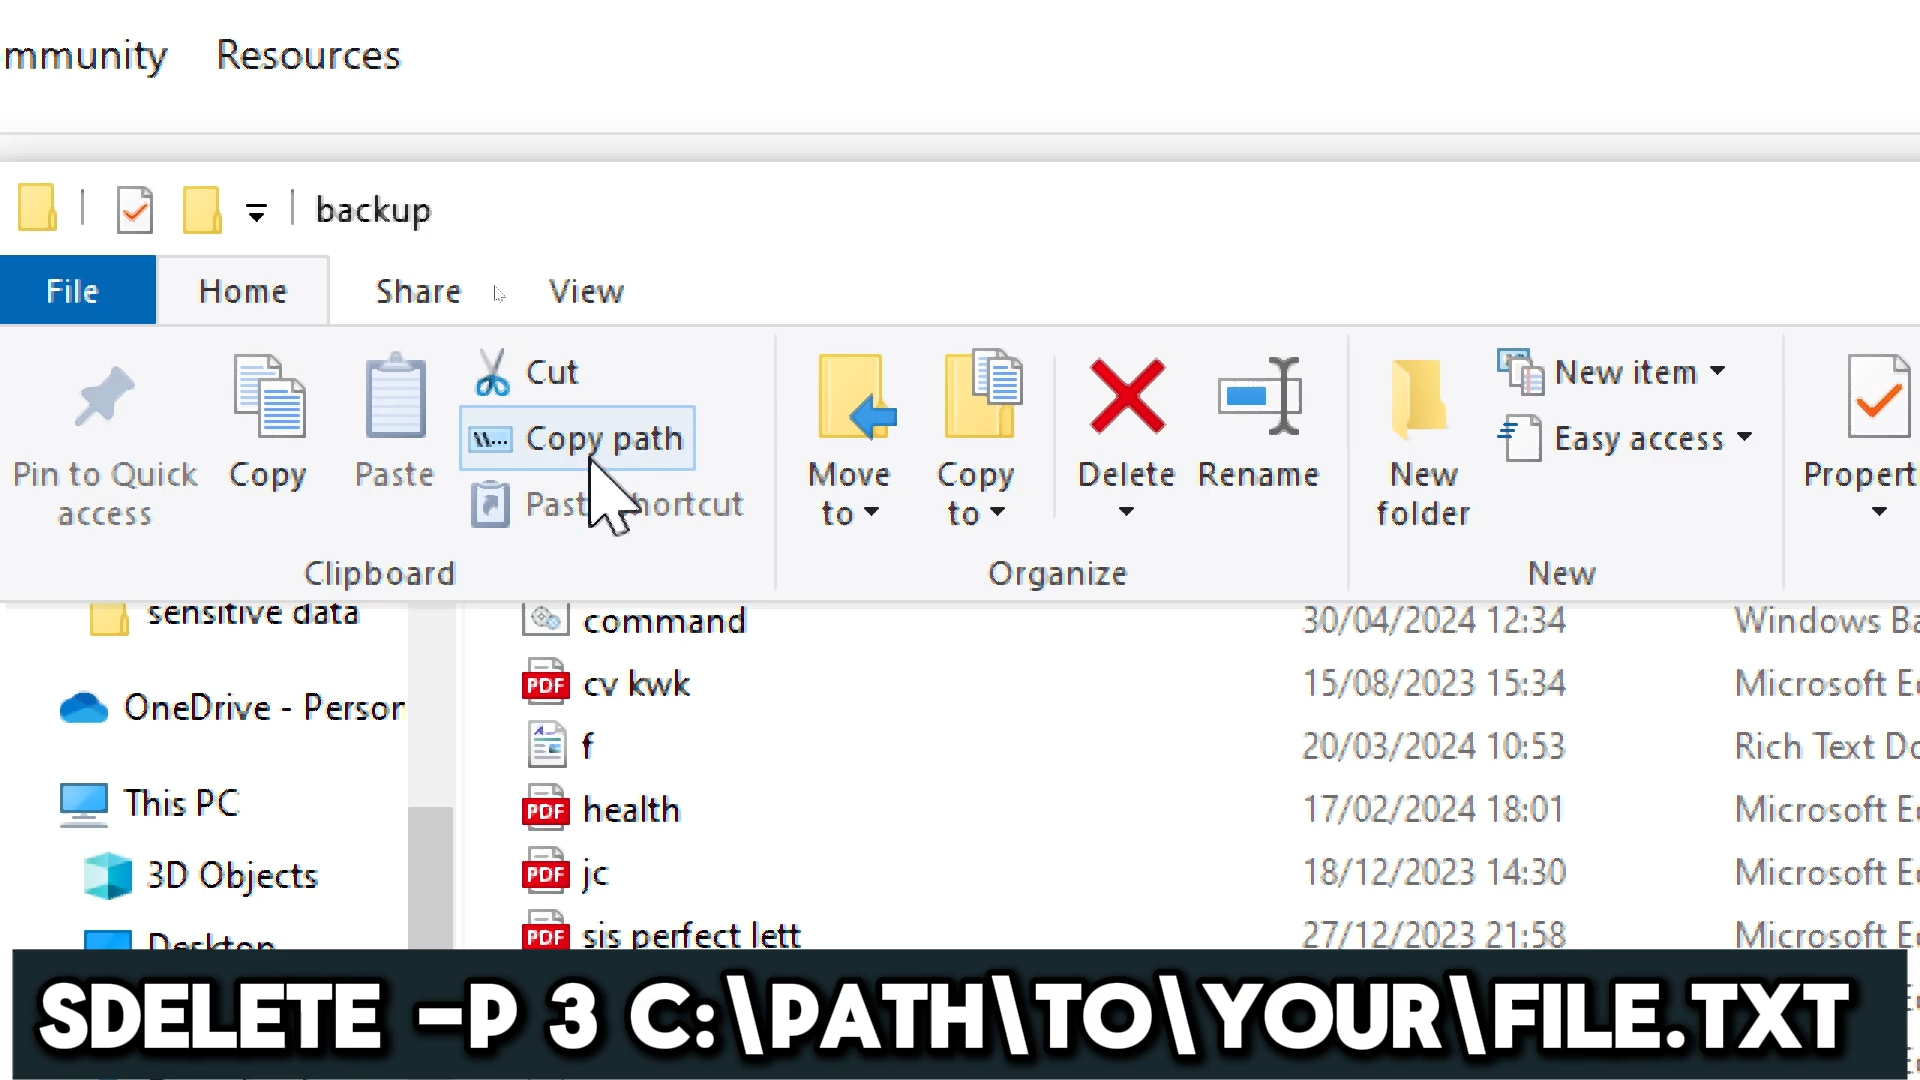 mmunity Resources
backup
File Home Share View
Pin to Quick access
Copy
Paste
Cut
Copy path
Paste shortcut
Clipboard
Move to
Copy to
Delete
Rename
Organize
New folder
New item
Easy access
New
Propert
sensitive data
OneDrive - Person
This PC
3D Objects
Desktop
command 30/04/2024 12:34 Windows Ba
cv kwk 15/08/2023 15:34 Microsoft E
f 20/03/2024 10:53 Rich Text Do
health 17/02/2024 18:01 Microsoft E
jc 18/12/2023 14:30 Microsoft E
sis perfect lett 27/12/2023 21:58 Microsoft E
PDF
PDF
PDF
PDF
SDELETE -P 3 C:\PATH\TO\YOUR\FILE.TXT